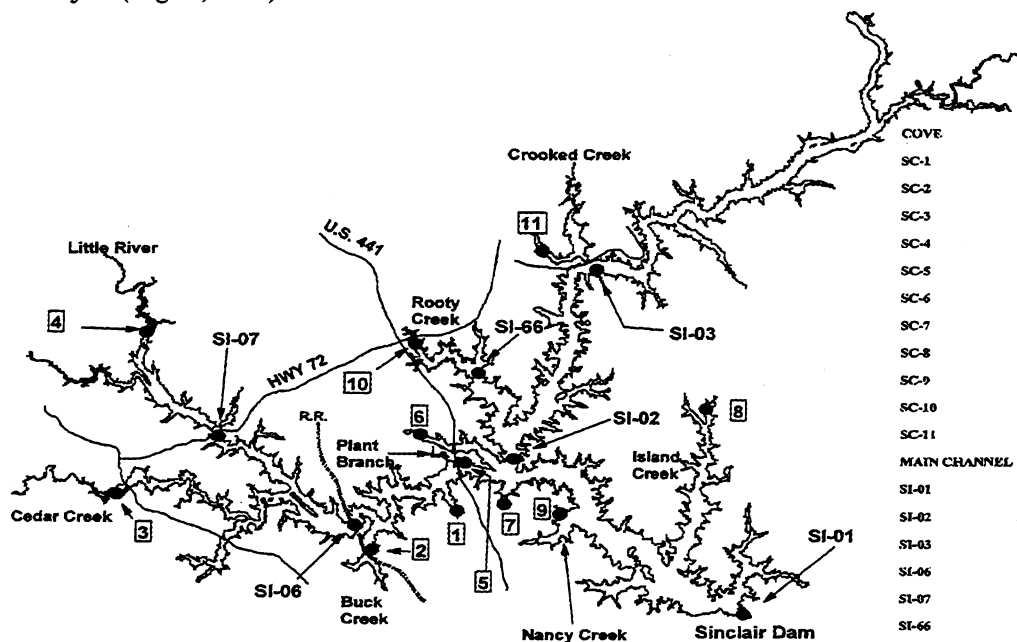 Crooked Creek
11
U.S. 441
Little River
4
SI-07
Rooty
Creek
SI-66
SI-03
HWY 72
10
R.R.
6
Plant
Branch
SI-02
8
Island
Creek
Cedar Creek
3
SI-06
2
1
7
9
5
SI-01
Buck
Creek
Nancy Creek
Sinclair Dam
COVE
SC-1
SC-2
SC-3
SC-4
SC-5
SC-6
SC-7
SC-8
SC-9
SC-10
SC-11
MAIN CHANNEL
SI-01
SI-02
SI-03
SI-06
SI-07
SI-66